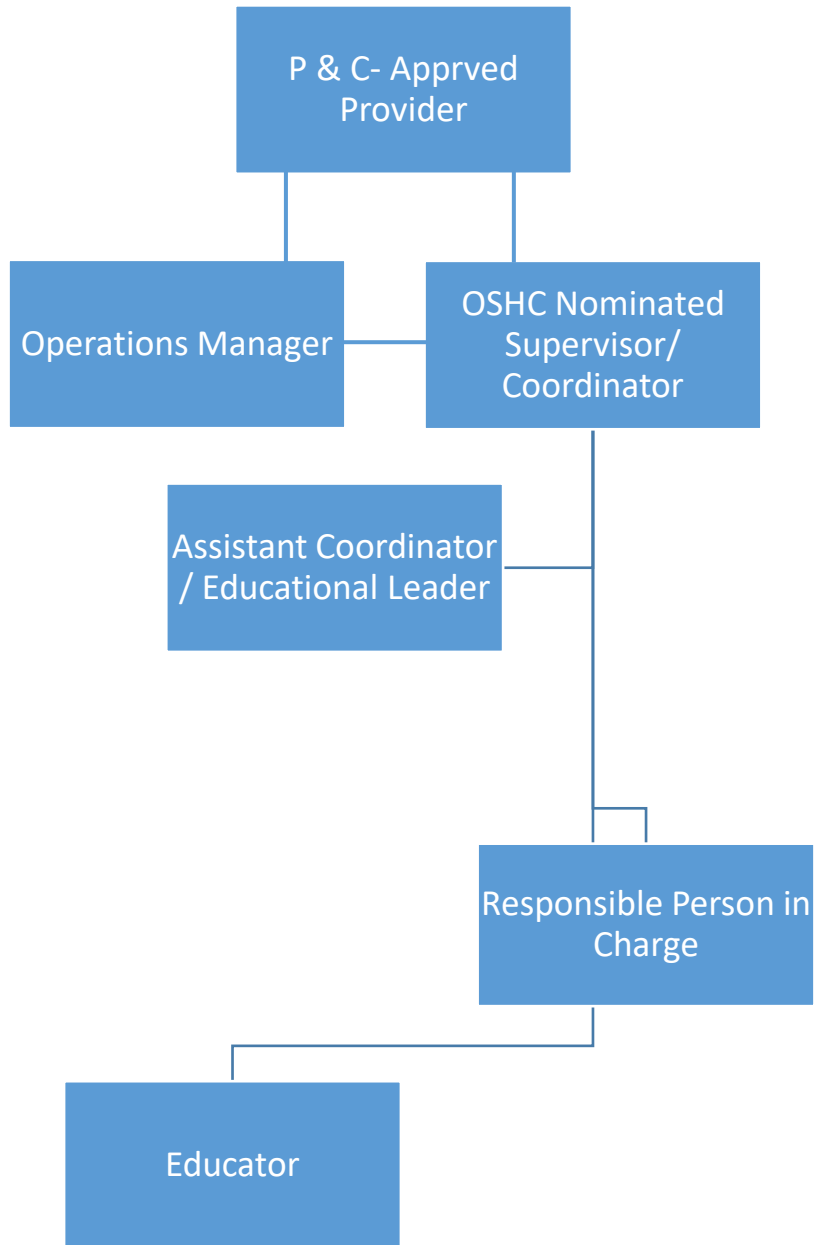 P & C- Apprved
Provider
Operations Manager
OSHC Nominated
Supervisor/
Coordinator
Assistant Coordinator
/ Educational Leader
Responsible Person in
Charge
Educator